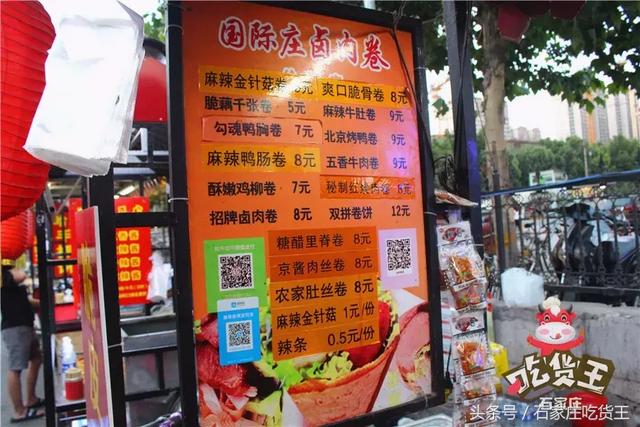 国际庄卤肉卷
麻辣金针菇卷 8元 爽口脆骨卷 8元
脆藕千张卷 5元 麻辣牛肚卷 9元
勾魂鸭胸卷 7元 北京烤鸭卷 9元
麻辣鸭肠卷 8元 五香牛肉卷 9元
酥嫩鸡柳卷 7元 秘制红烧肉卷 8元
招牌卤肉卷 8元 双拼卷饼 12元
糖醋里脊卷 8元
京酱肉丝卷 8元
农家肚丝卷 8元
麻辣金针菇 1元/份
辣条 0.5元/份
吃货王
石家庄
头条号 / 石家庄吃货王